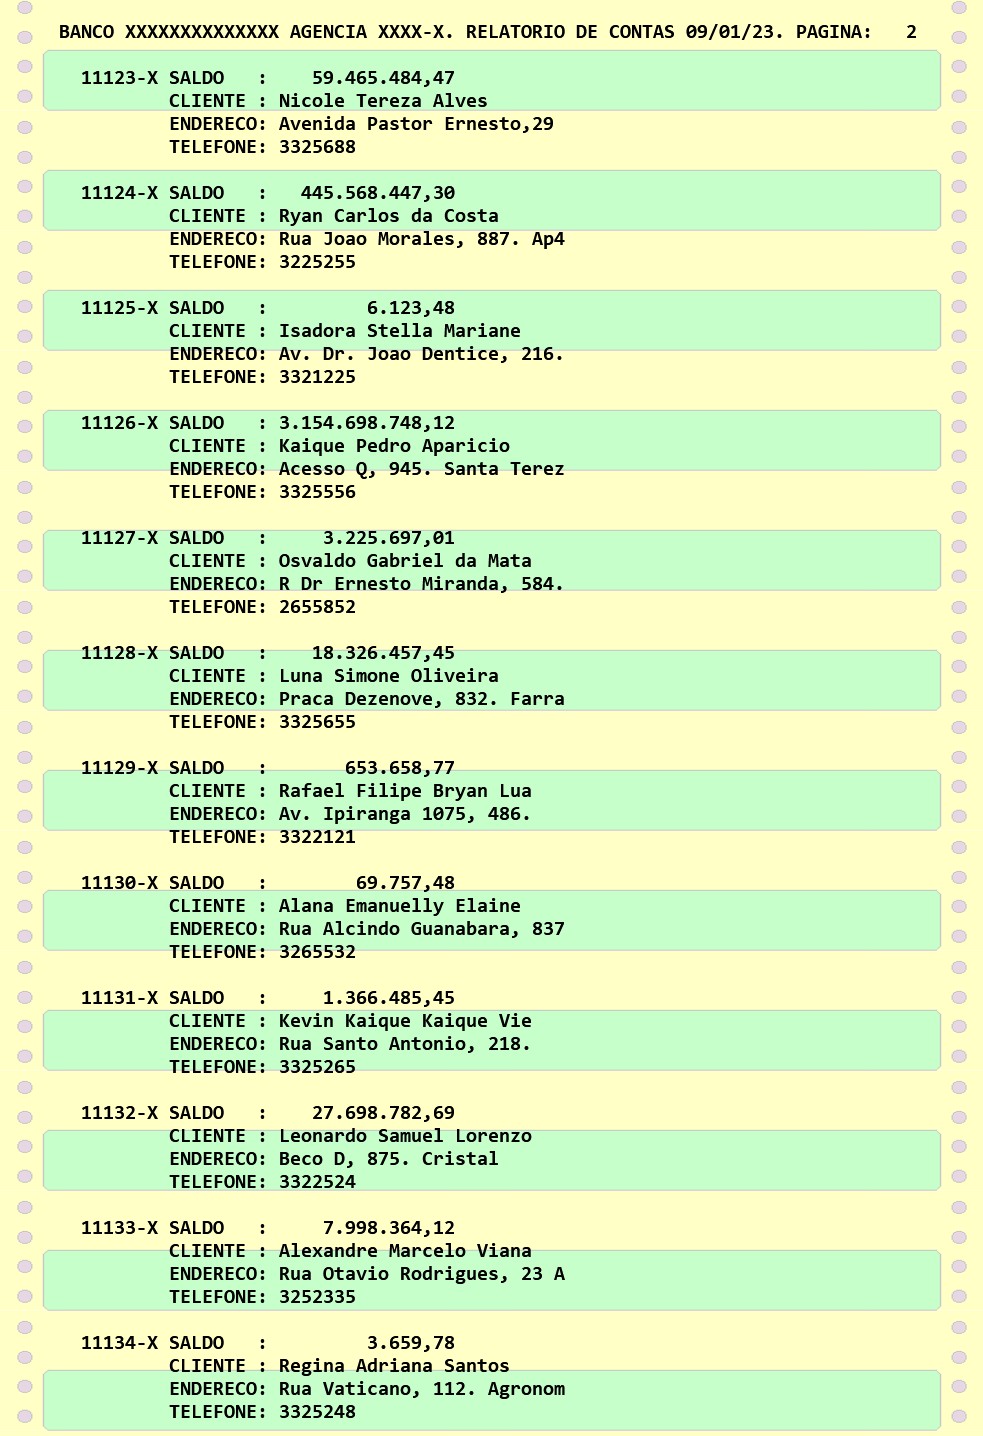 BANCO XXXXXXXXXXXXXX AGENCIA XXXX-X. RELATORIO DE CONTAS 09/01/23. PAGINA:   2
11123-X SALDO   :    59.465.484,47
CLIENTE : Nicole Tereza Alves
ENDERECO: Avenida Pastor Ernesto,29
TELEFONE: 3325688
11124-X SALDO   :   445.568.447,30
CLIENTE : Ryan Carlos da Costa
ENDERECO: Rua Joao Morales, 887. Ap4
TELEFONE: 3225255
11125-X SALDO   :         6.123,48
CLIENTE : Isadora Stella Mariane
ENDERECO: Av. Dr. Joao Dentice, 216.
TELEFONE: 3321225
11126-X SALDO   : 3.154.698.748,12
CLIENTE : Kaique Pedro Aparicio
ENDERECO: Acesso Q, 945. Santa Terez
TELEFONE: 3325556
11127-X SALDO   :     3.225.697,01
CLIENTE : Osvaldo Gabriel da Mata
ENDERECO: R Dr Ernesto Miranda, 584.
TELEFONE: 2655852
11128-X SALDO   :    18.326.457,45
CLIENTE : Luna Simone Oliveira
ENDERECO: Praca Dezenove, 832. Farra
TELEFONE: 3325655
11129-X SALDO   :       653.658,77
CLIENTE : Rafael Filipe Bryan Lua
ENDERECO: Av. Ipiranga 1075, 486.
TELEFONE: 3322121
11130-X SALDO   :        69.757,48
CLIENTE : Alana Emanuelly Elaine
ENDERECO: Rua Alcindo Guanabara, 837
TELEFONE: 3265532
11131-X SALDO   :     1.366.485,45
CLIENTE : Kevin Kaique Kaique Vie
ENDERECO: Rua Santo Antonio, 218.
TELEFONE: 3325265
11132-X SALDO   :    27.698.782,69
CLIENTE : Leonardo Samuel Lorenzo
ENDERECO: Beco D, 875. Cristal
TELEFONE: 3322524
11133-X SALDO   :     7.998.364,12
CLIENTE : Alexandre Marcelo Viana
ENDERECO: Rua Otavio Rodrigues, 23 A
TELEFONE: 3252335
11134-X SALDO   :         3.659,78
CLIENTE : Regina Adriana Santos
ENDERECO: Rua Vaticano, 112. Agronom
TELEFONE: 3325248